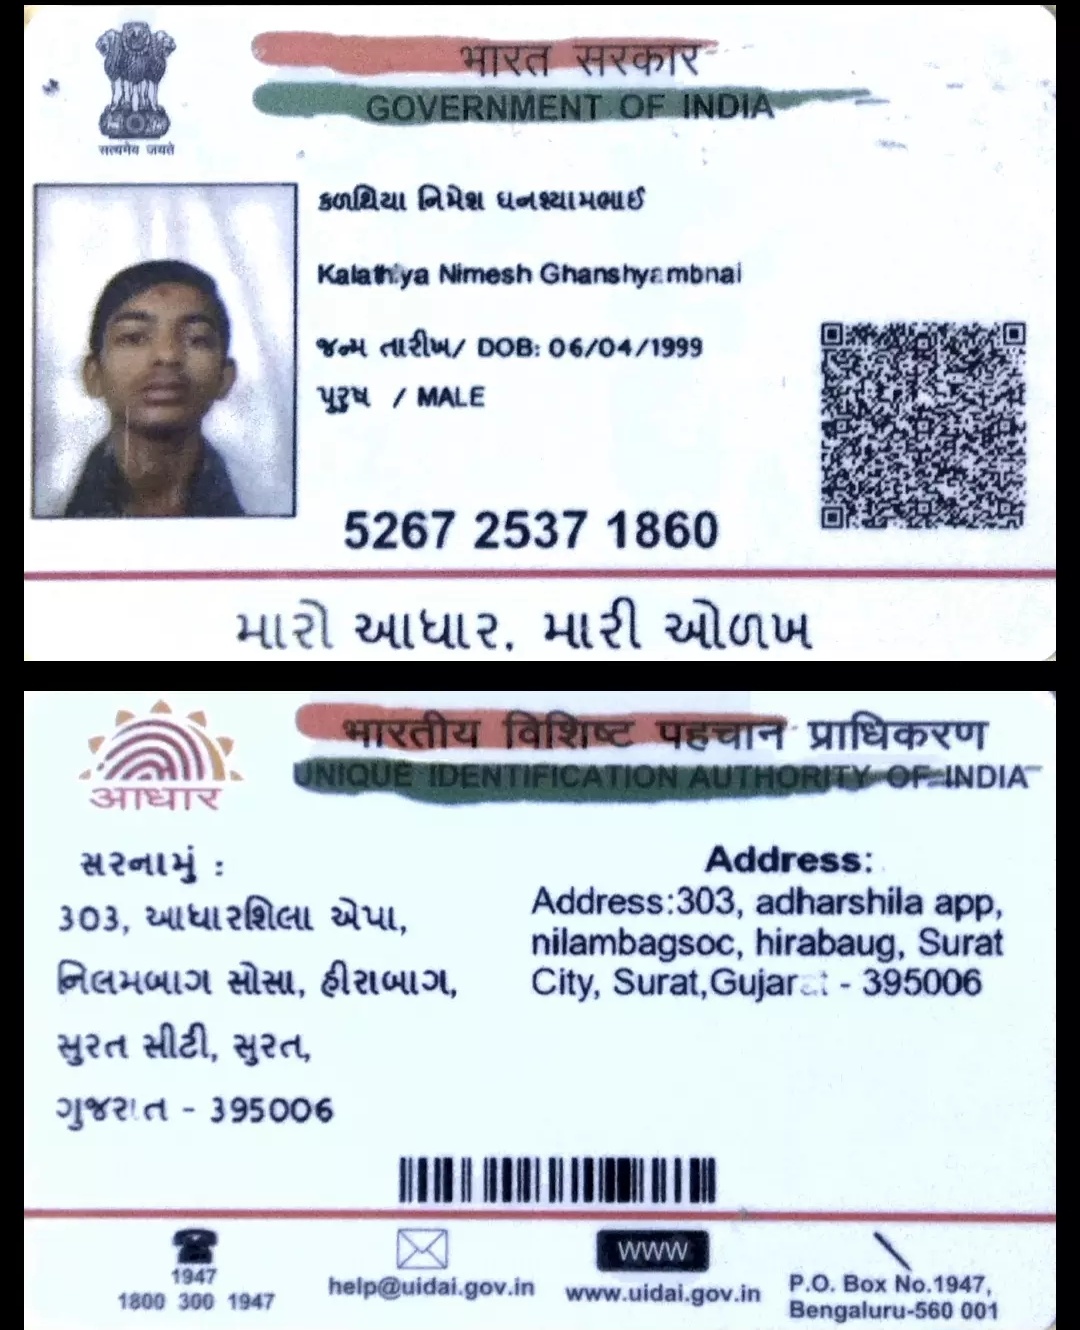 भारत सरकार
GOVERNMENT OF INDIA
सत्यमेव जयते
કળથિયા નિમેશ ઘનશ્યામભાઈ
Kalathiya Nimesh Ghanshyambnai
જન્મ તારીખ/ DOB: 06/04/1999
પુરુષ / MALE
5267 2537 1860
મારો આધાર, મારી ઓળખ
भारतीय विशिष्ट पहचान प्राधिकरण
UNIQUE IDENTIFICATION AUTHORITY OF INDIA
आधार
સરનામું :
303, આધારશિલા એપા,
નિલમબાગ સોસા, હીરાબાગ,
સુરત સીટી, સુરત,
ગુજરાત - 395006
Address:
Address:303, adharshila app,
nilambagsoc, hirabaug, Surat
City, Surat,Gujarat - 395006
1947
1800 300 1947
help@uidai.gov.in
WWW
www.uidai.gov.in
P.O. Box No.1947,
Bengaluru-560 001